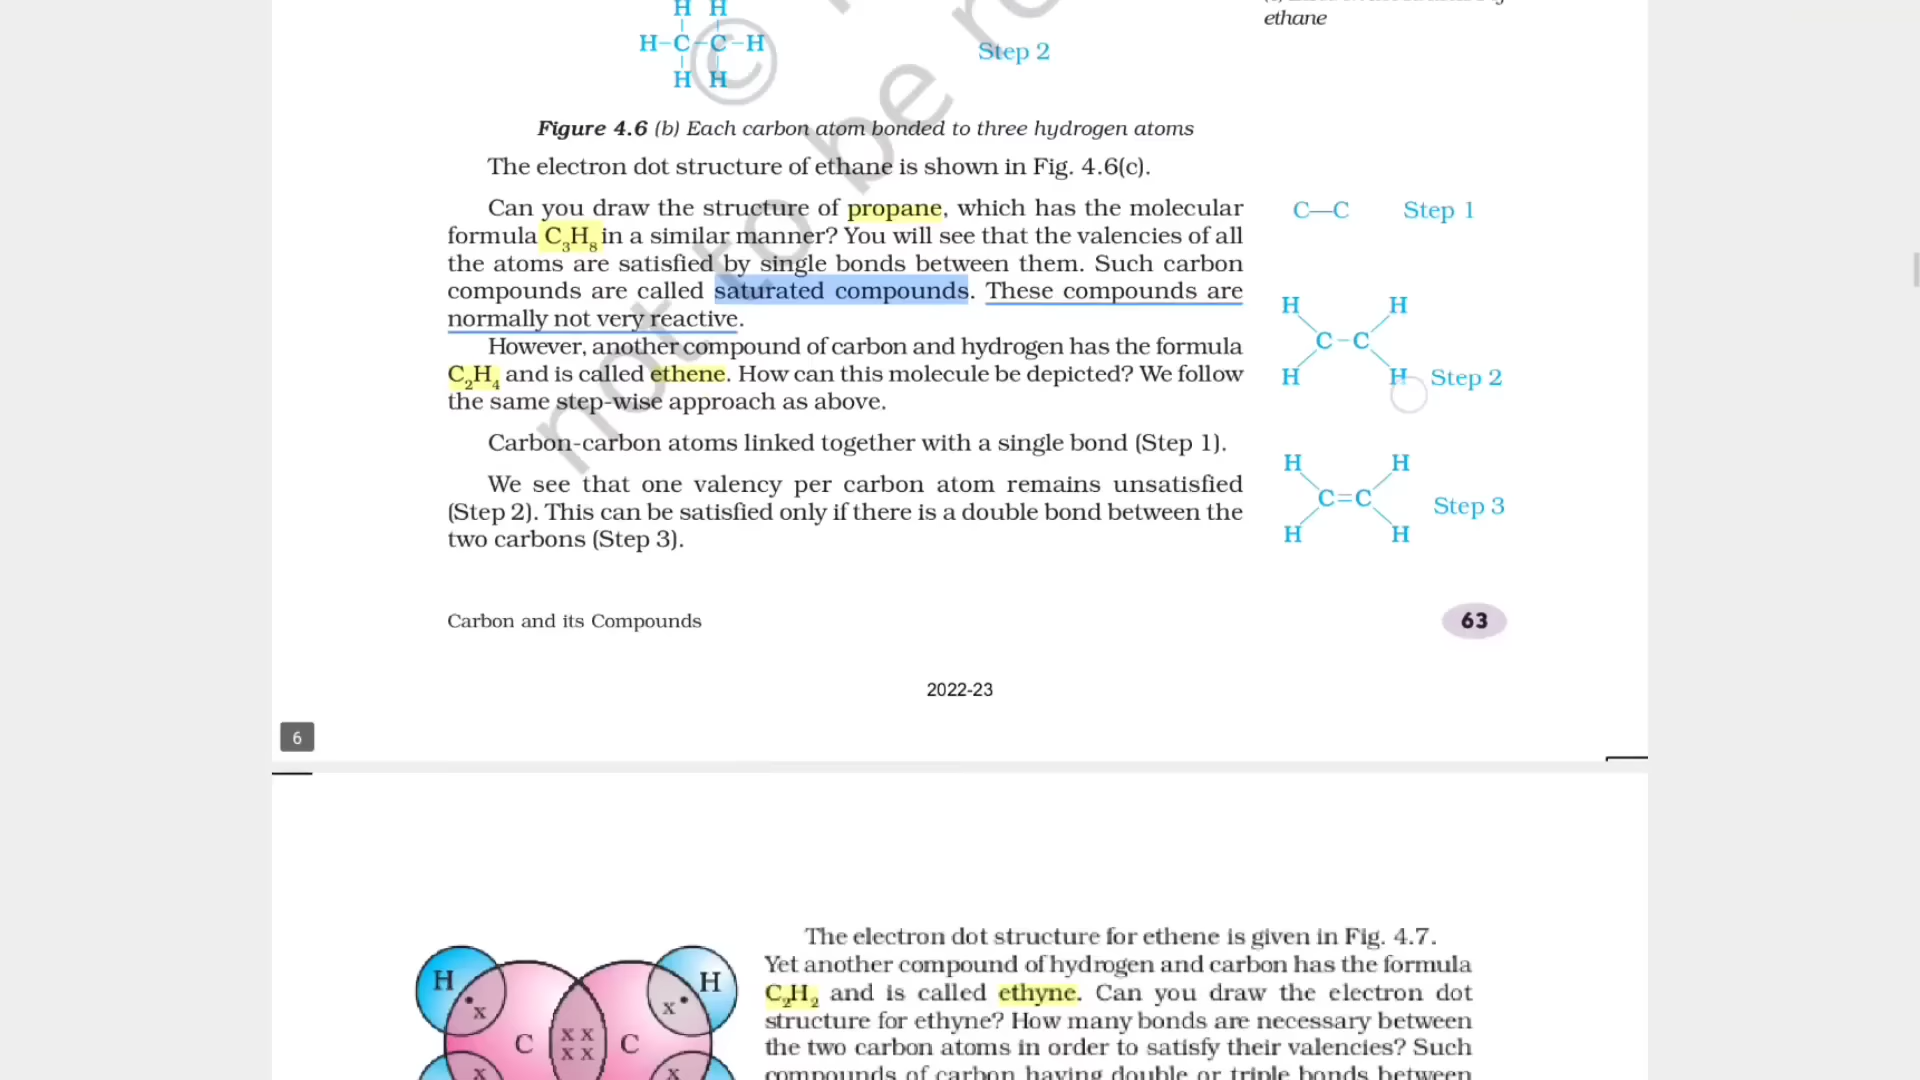 H H
H–C–C–H
H H
Step 2
ethane
Figure 4.6 (b) Each carbon atom bonded to three hydrogen atoms
The electron dot structure of ethane is shown in Fig. 4.6(c).
Can you draw the structure of propane, which has the molecular
formula C₃H₈ in a similar manner? You will see that the valencies of all
the atoms are satisfied by single bonds between them. Such carbon
compounds are called saturated compounds. These compounds are
normally not very reactive.
However, another compound of carbon and hydrogen has the formula
C₂H₄ and is called ethene. How can this molecule be depicted? We follow
the same step-wise approach as above.
Carbon-carbon atoms linked together with a single bond (Step 1).
We see that one valency per carbon atom remains unsatisfied
(Step 2). This can be satisfied only if there is a double bond between the
two carbons (Step 3).
C—C Step 1
H H
C–C
H H Step 2
H H
C=C Step 3
H H
Carbon and its Compounds
63
2022-23
6
© not to be
H H
x x
C x x C
x x
x x
The electron dot structure for ethene is given in Fig. 4.7.
Yet another compound of hydrogen and carbon has the formula
C₂H₂ and is called ethyne. Can you draw the electron dot
structure for ethyne? How many bonds are necessary between
the two carbon atoms in order to satisfy their valencies? Such
compounds of carbon having double or triple bonds between